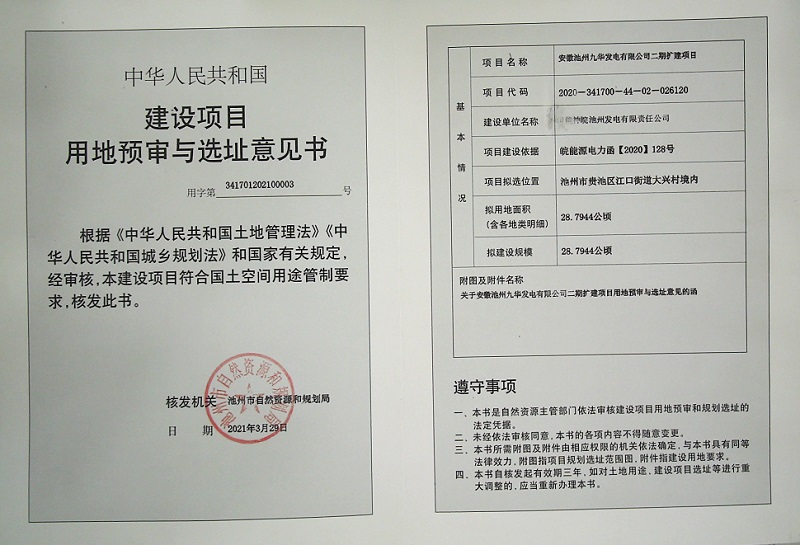 中华人民共和国
建设项目
用地预审与选址意见书
用字第 341701202100003 号
根据《中华人民共和国土地管理法》《中
华人民共和国城乡规划法》和国家有关规定，
经审核，本建设项目符合国土空间用途管制要
求，核发此书。
核发机关 池州市自然资源和规划局
日 期 2021年3月29日
池州市自然资源和规划局
基本情况
项目名称 安徽池州九华发电有限公司二期扩建项目
项目代码 2020-341700-44-02-026120
建设单位名称 神皖池州发电有限责任公司
项目建设依据 皖能源电力函【2020】128号
项目拟选位置 池州市贵池区江口街道大兴村境内
拟用地面积
(含各地类明细) 28.7944公顷
拟建设规模 28.7944公顷
附图及附件名称
关于安徽池州九华发电有限公司二期扩建项目用地预审与选址意见的函
遵守事项
一、本书是自然资源主管部门依法审核建设项目用地预审和规划选址的
法定凭据。
二、未经依法审核同意，本书的各项内容不得随意变更。
三、本书所需附图及附件由相应权限的机关依法确定，与本书具有同等
法律效力，附图指项目规划选址范围图，附件指建设用地要求。
四、本书自核发起有效期三年，如对土地用途、建设项目选址等进行重
大调整的，应当重新办理本书。